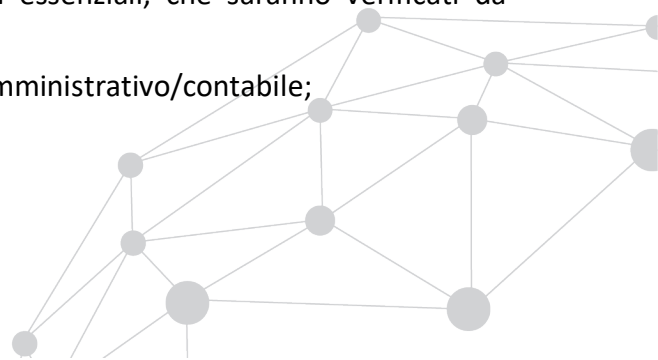 essenziali, che saranno verificati da
mministrativo/contabile;